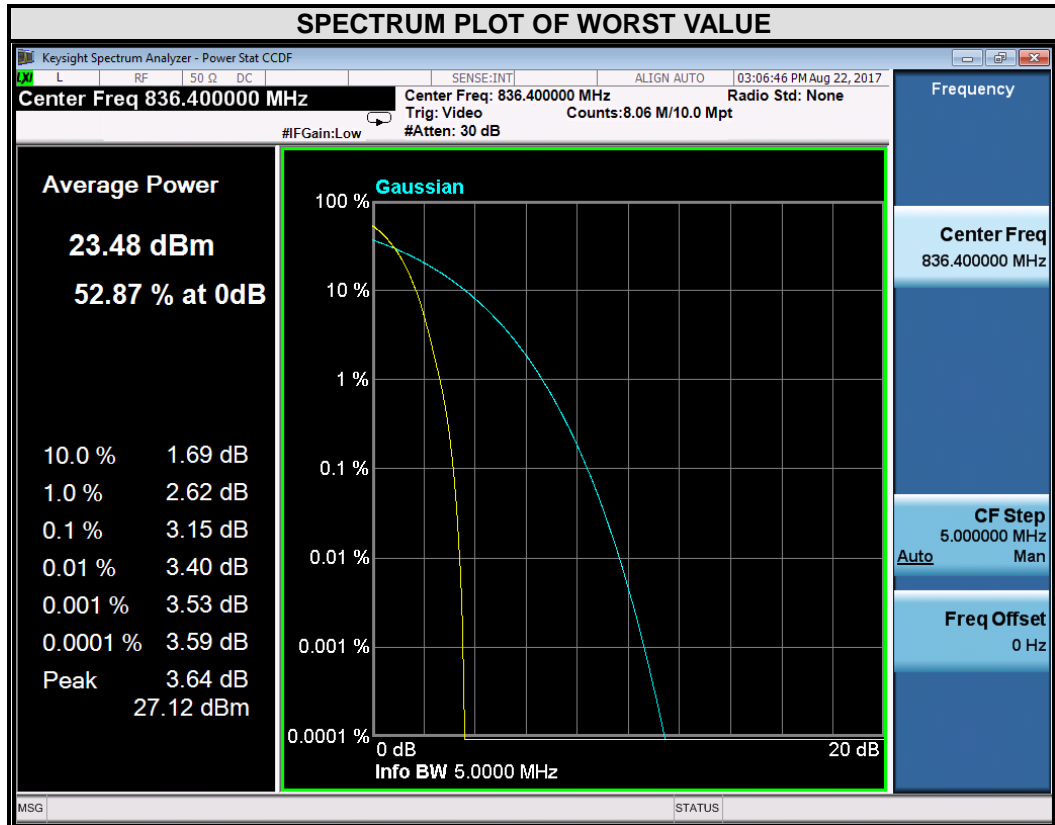 SPECTRUM PLOT OF WORST VALUE
Keysight Spectrum Analyzer - Power Stat CCDF
LXI L RF 50 Ω DC SENSE:INT ALIGN AUTO 03:06:46 PM Aug 22, 2017
Center Freq 836.400000 MHz
#IFGain:Low
Center Freq: 836.400000 MHz Radio Std: None
Trig: Video Counts:8.06 M/10.0 Mpt
#Atten: 30 dB
Frequency
Average Power
23.48 dBm
52.87 % at 0dB
10.0 % 1.69 dB
1.0 % 2.62 dB
0.1 % 3.15 dB
0.01 % 3.40 dB
0.001 % 3.53 dB
0.0001 % 3.59 dB
Peak 3.64 dB
27.12 dBm
Gaussian
100 %
10 %
1 %
0.1 %
0.01 %
0.001 %
0.0001 %
0 dB 20 dB
Info BW 5.0000 MHz
Center Freq
836.400000 MHz
CF Step
5.000000 MHz
Auto Man
Freq Offset
0 Hz
MSG STATUS